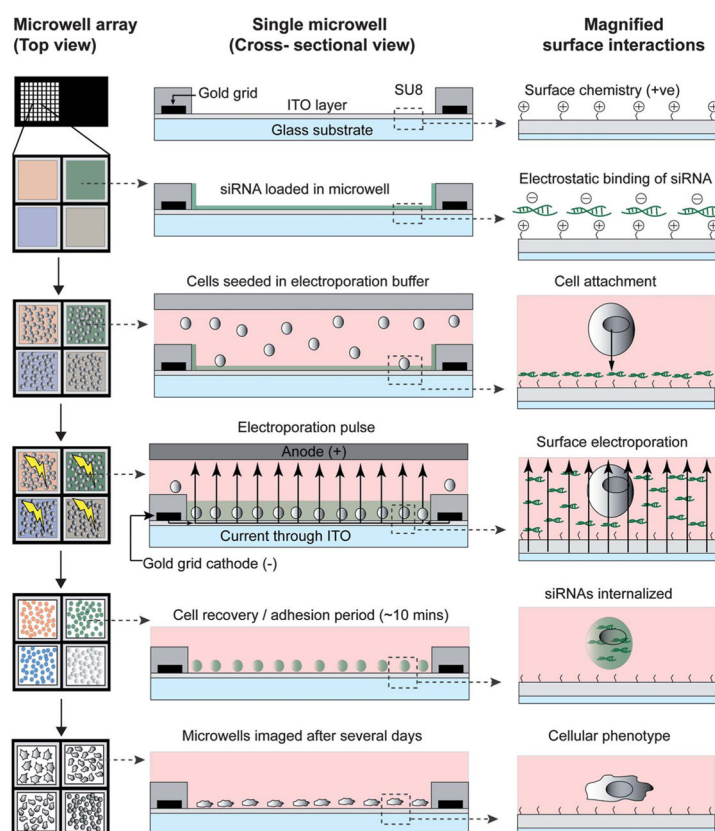 Microwell array
(Top view)
Single microwell
(Cross- sectional view)
Magnified
surface interactions
Gold grid
SU8
ITO layer
Glass substrate
Surface chemistry (+ve)
siRNA loaded in microwell
Electrostatic binding of siRNA
Cells seeded in electroporation buffer
Cell attachment
Electroporation pulse
Anode (+)
Surface electroporation
Current through ITO
Gold grid cathode (-)
Cell recovery / adhesion period (~10 mins)
siRNAs internalized
Microwells imaged after several days
Cellular phenotype